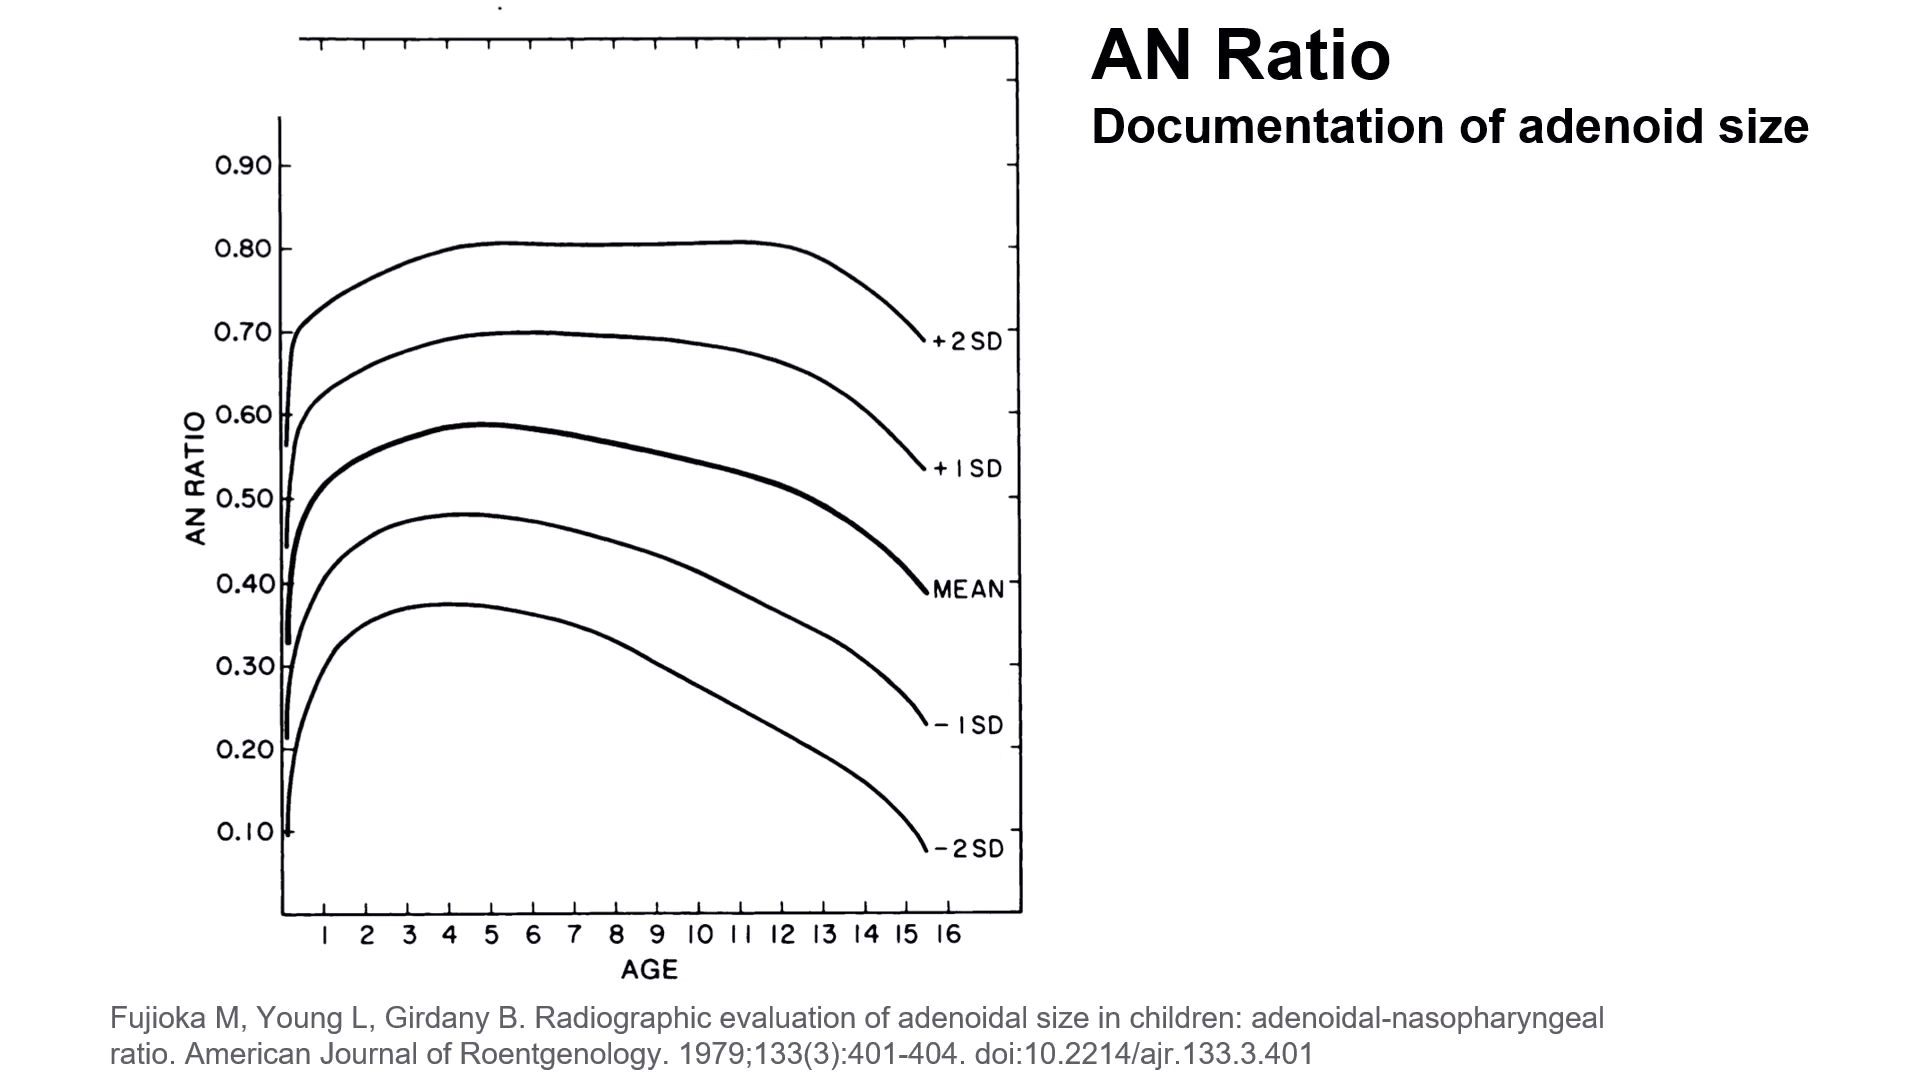 AN Ratio
Documentation of adenoid size
0.90
0.80
0.70
0.60
0.50
0.40
0.30
0.20
0.10
AN RATIO
+2SD
+1SD
MEAN
-1SD
-2SD
1 2 3 4 5 6 7 8 9 10 11 12 13 14 15 16
AGE
Fujioka M, Young L, Girdany B. Radiographic evaluation of adenoidal size in children: adenoidal-nasopharyngeal
ratio. American Journal of Roentgenology. 1979;133(3):401-404. doi:10.2214/ajr.133.3.401